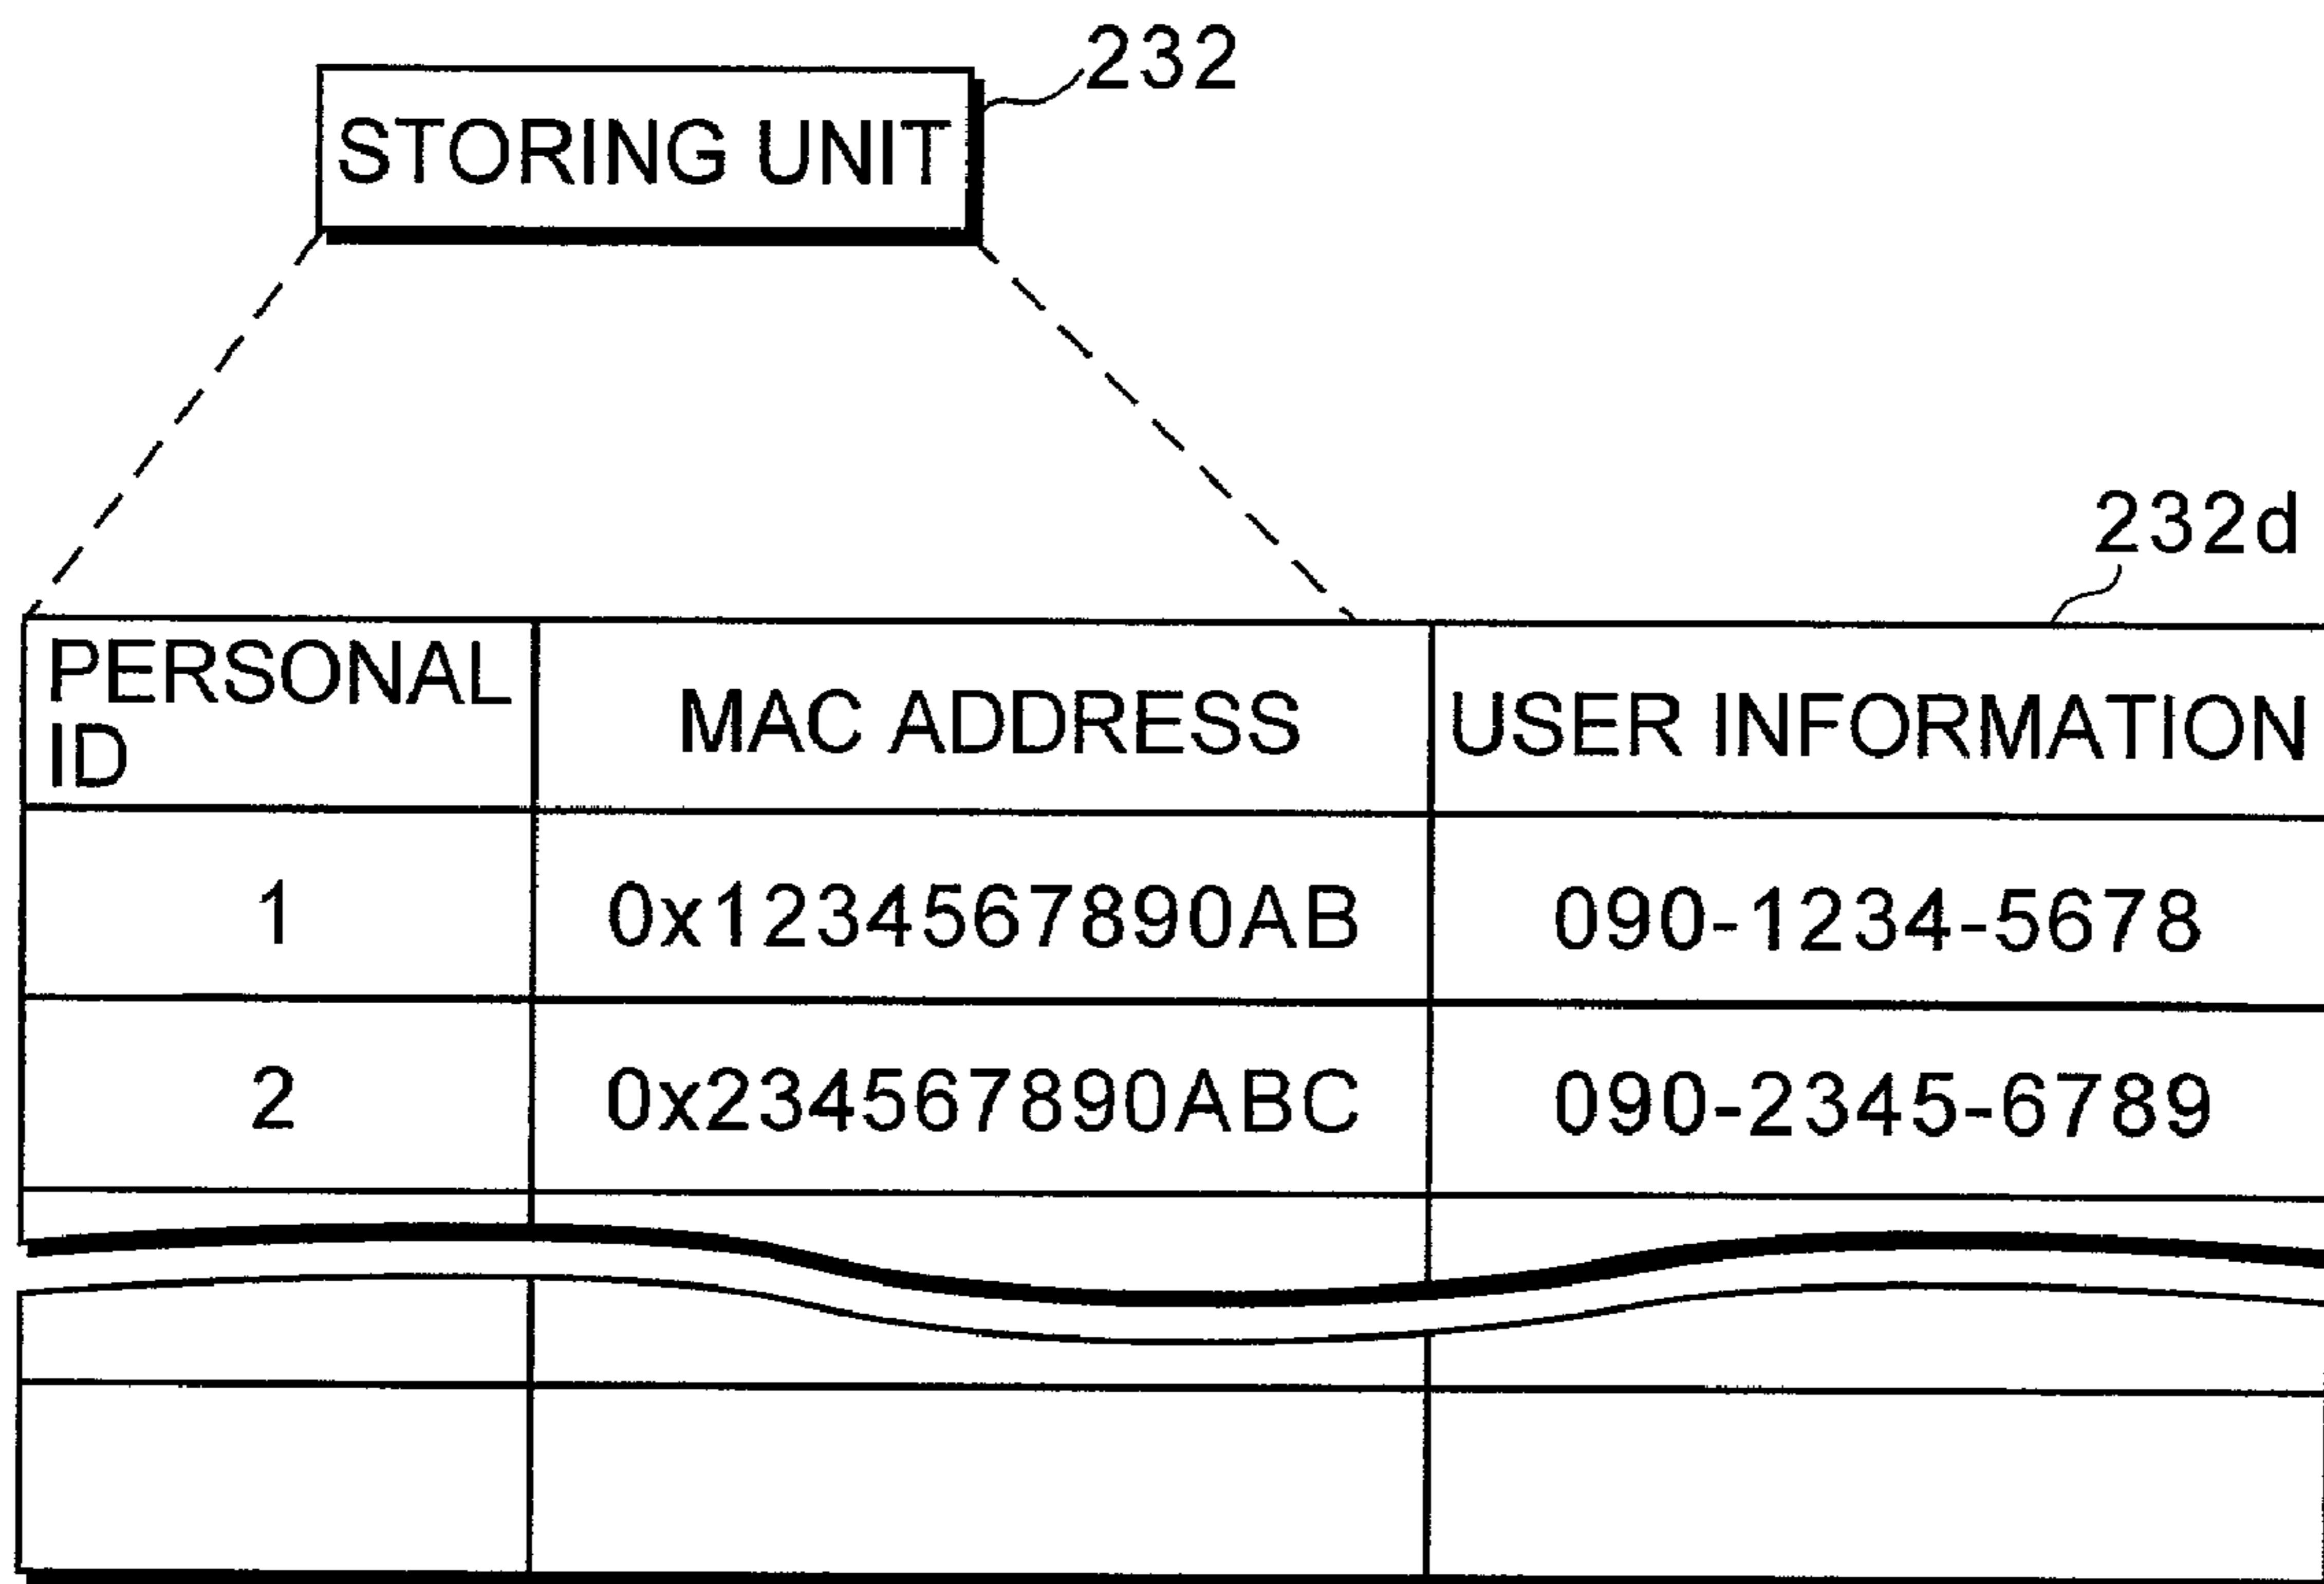 232
STORING UNIT
232d
PERSONAL
ID
MAC ADDRESS
USER INFORMATION
1
0x1234567890AB
090-1234-5678
2
0x234567890ABC
090-2345-6789